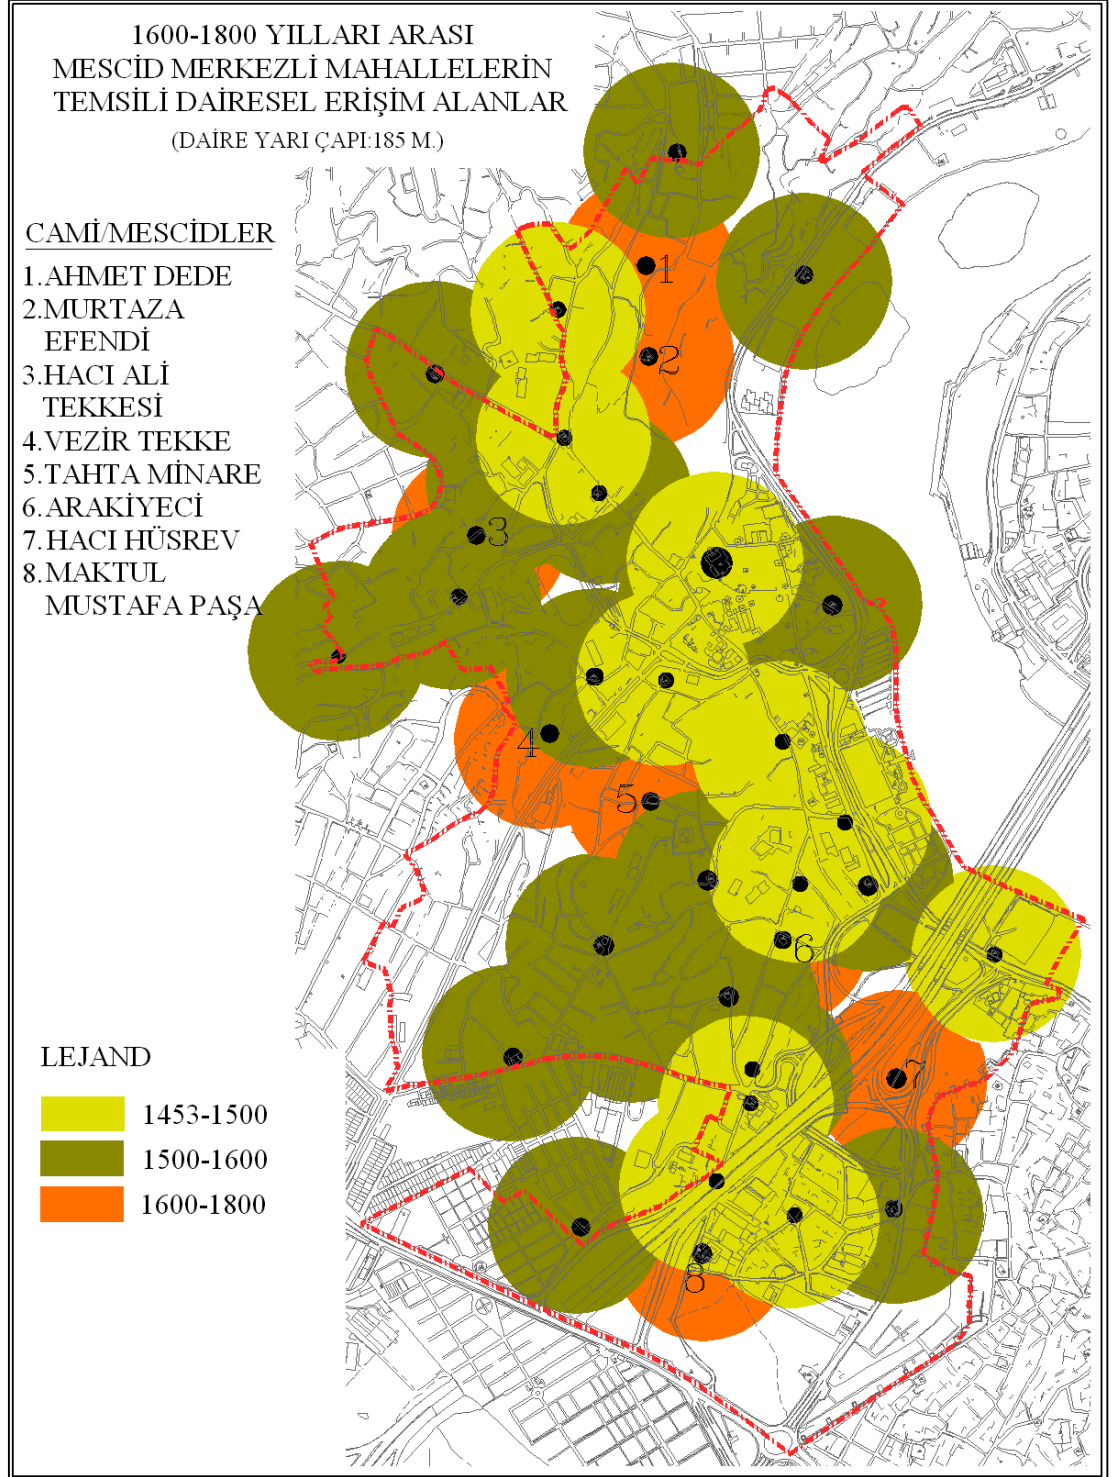 1600-1800 YILLARI ARASI
MESCİD MERKEZLİ MAHALLELERİN
TEMSİLİ DAİRESEL ERİŞİM ALANLAR
(DAİRE YARI ÇAPI:185 M.)
CAMİ/MESCİDLER
1.AHMET DEDE
2.MURTAZA
EFENDİ
3.HACI ALİ
TEKKESİ
4.VEZİR TEKKE
5.TAHTA MİNARE
6.ARAKİYECİ
7.HACI HÜSREV
8.MAKTUL
MUSTAFA PAŞA
1
2
3
4
5
6
7
8
LEJAND
1453-1500
1500-1600
1600-1800